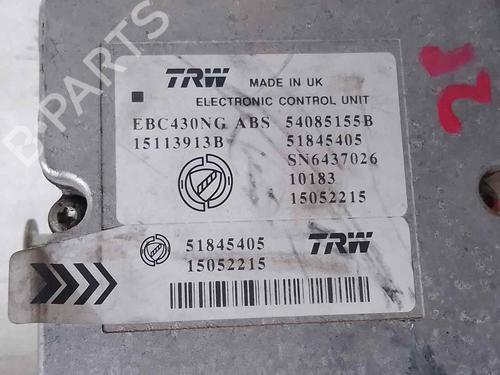 TRW MADE IN UK
ELECTRONIC CONTROL UNIT
EBC430NG ABS 54085155B
15113913B 51845405
SN6437026
10183
15052215
51845405 TRW
15052215
B-PARTS